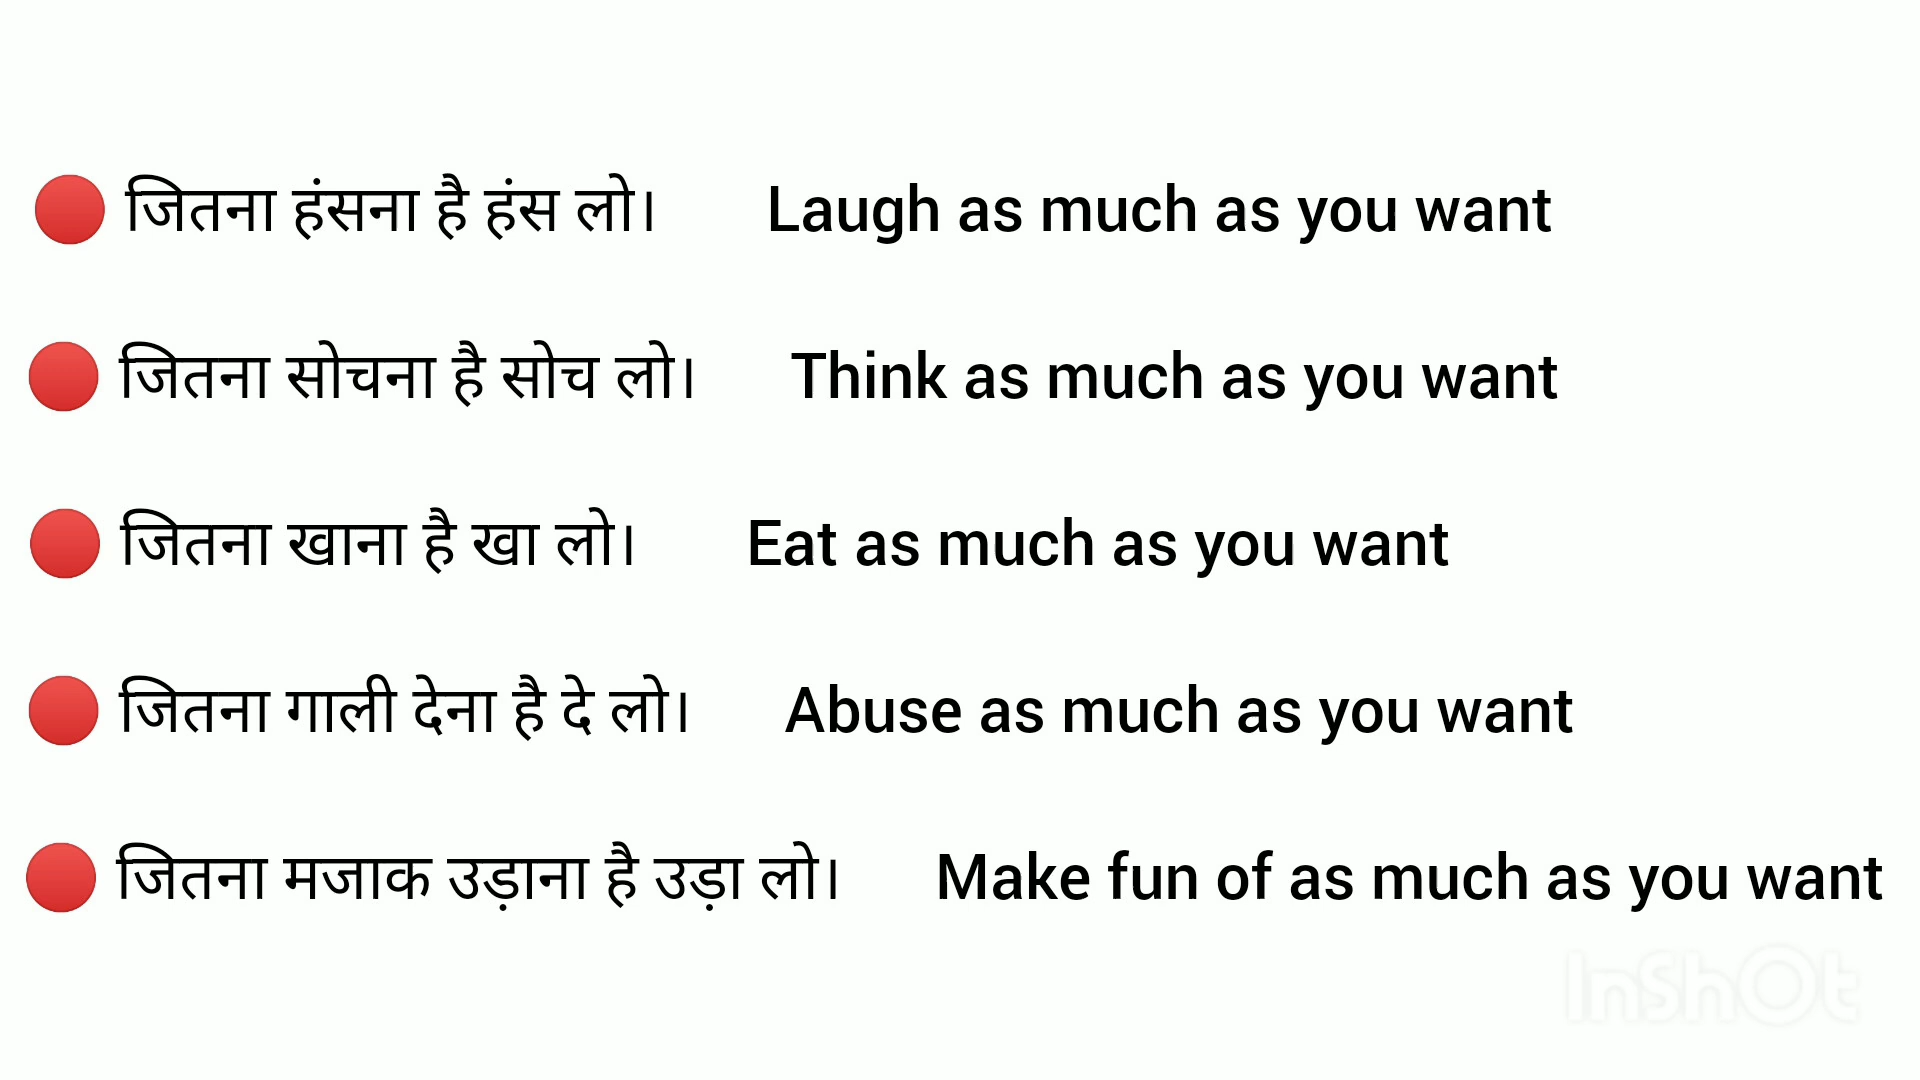 🔴 जितना हंसना है हंस लो। Laugh as much as you want
🔴 जितना सोचना है सोच लो। Think as much as you want
🔴 जितना खाना है खा लो। Eat as much as you want
🔴 जितना गाली देना है दे लो। Abuse as much as you want
🔴 जितना मजाक उड़ाना है उड़ा लो। Make fun of as much as you want
InShOt